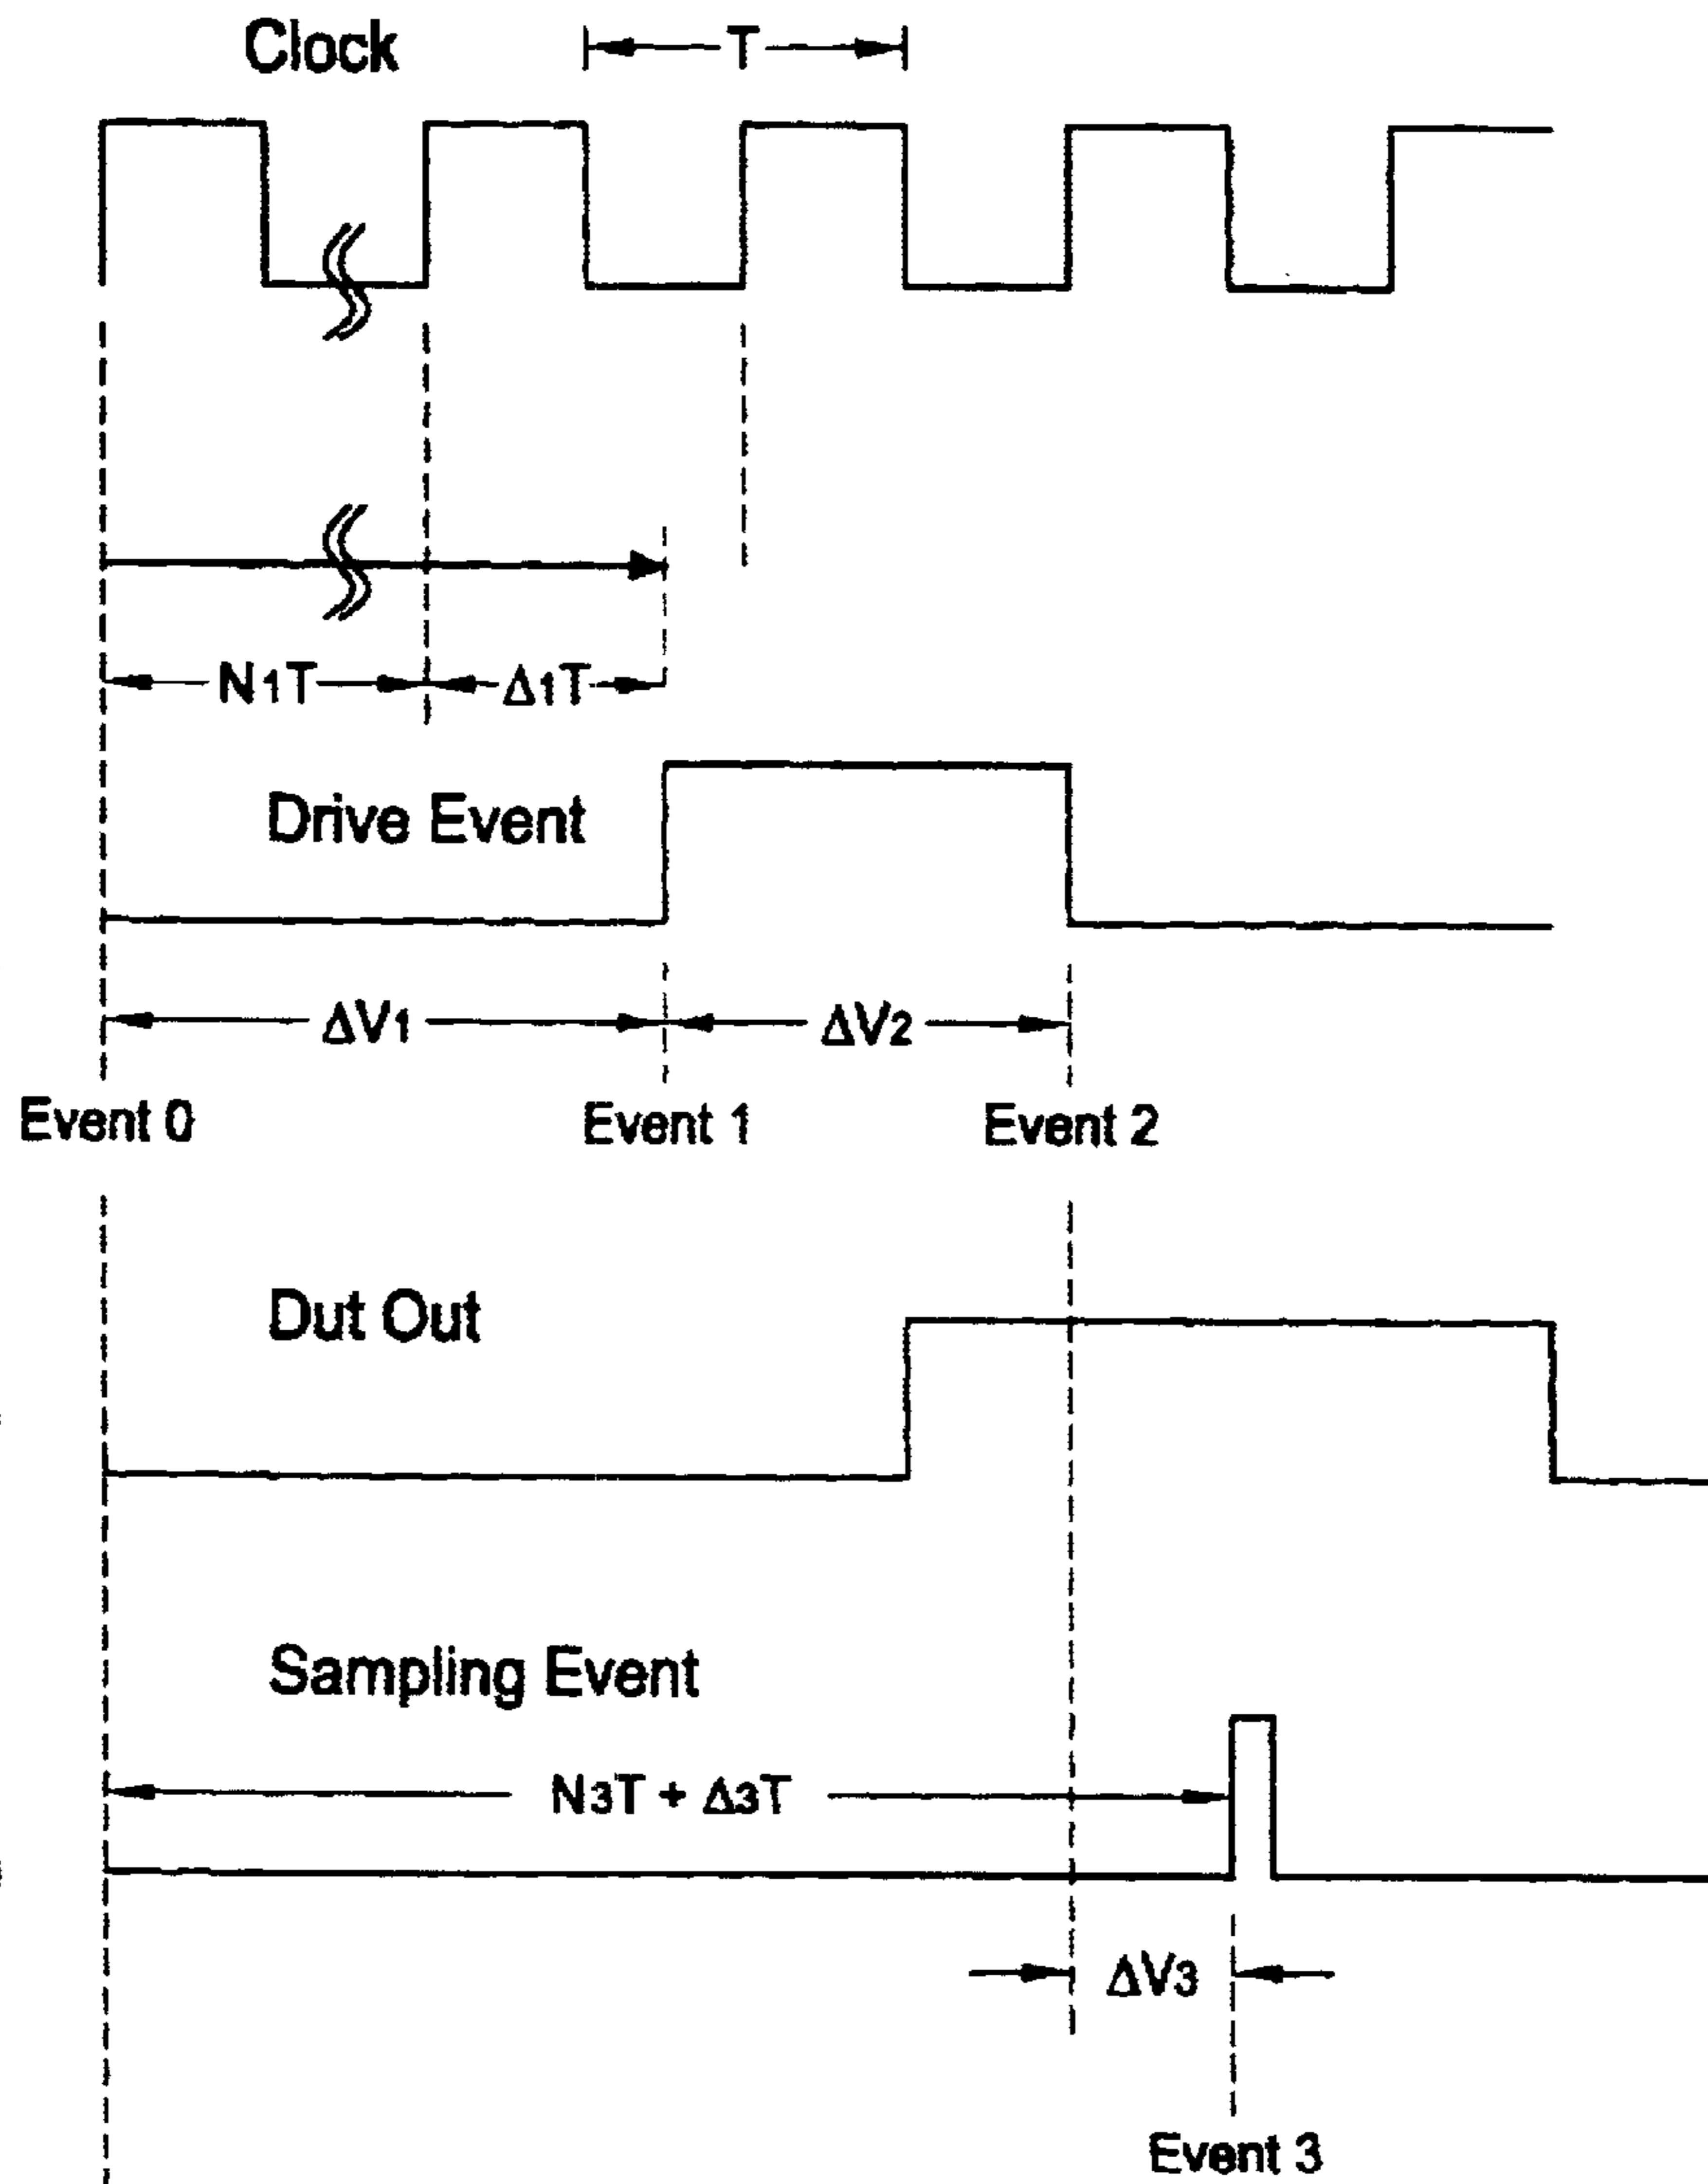 Clock
T
N1T
Δ1T
Drive Event
ΔV1
ΔV2
Event 0
Event 1
Event 2
Dut Out
Sampling Event
N3T + Δ3T
ΔV3
Event 3